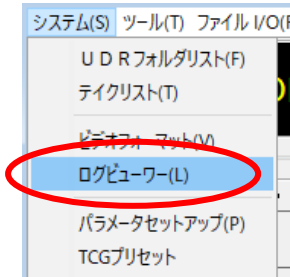 システム(S) ツール(T) ファイル I/O(F
ＵＤＲフォルダリスト(F)
テイクリスト(T)
ビデオフォーマット(V)
ログビューワー(L)
パラメータセットアップ(P)
TCGプリセット